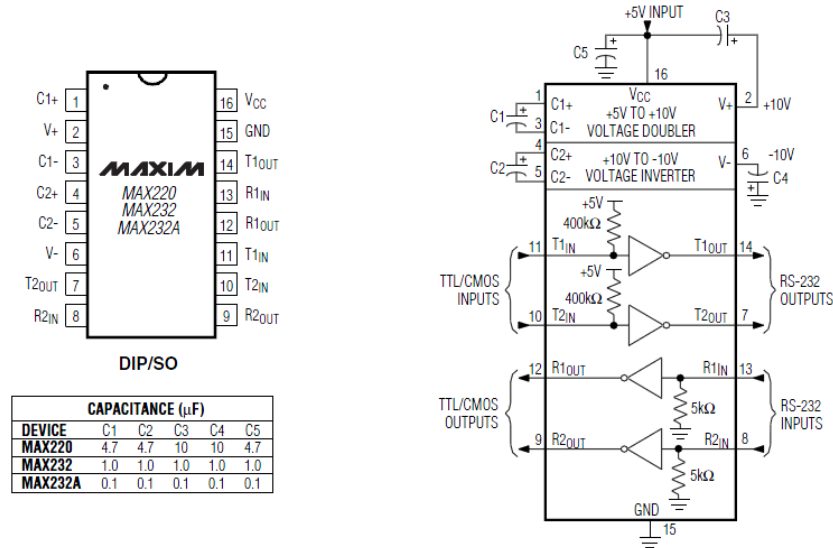 C1+ 1
V+ 2
C1- 3
C2+ 4
C2- 5
V- 6
T2OUT 7
R2IN 8
16 VCC
15 GND
14 T1OUT
13 R1IN
12 R1OUT
11 T1IN
10 T2IN
9 R2OUT
MAXIM
MAX220
MAX232
MAX232A
DIP/SO
CAPACITANCE (µF)
DEVICE C1 C2 C3 C4 C5
MAX220 4.7 4.7 10 10 4.7
MAX232 1.0 1.0 1.0 1.0 1.0
MAX232A 0.1 0.1 0.1 0.1 0.1
+5V INPUT
C3
C5 +
+
16
1
C1+
VCC
V+ 2 +10V
C1 +
+5V TO +10V
3
C1-
VOLTAGE DOUBLER
4
C2+
+10V TO -10V
V- 6 -10V
C2 +
5
C2-
VOLTAGE INVERTER
C4
+
+5V
400kΩ
11 T1IN
T1OUT 14
+5V
TTL/CMOS
INPUTS
RS-232
OUTPUTS
400kΩ
10 T2IN
T2OUT 7
12 R1OUT
R1IN 13
TTL/CMOS
OUTPUTS
5kΩ
RS-232
INPUTS
9 R2OUT
R2IN 8
5kΩ
GND
15